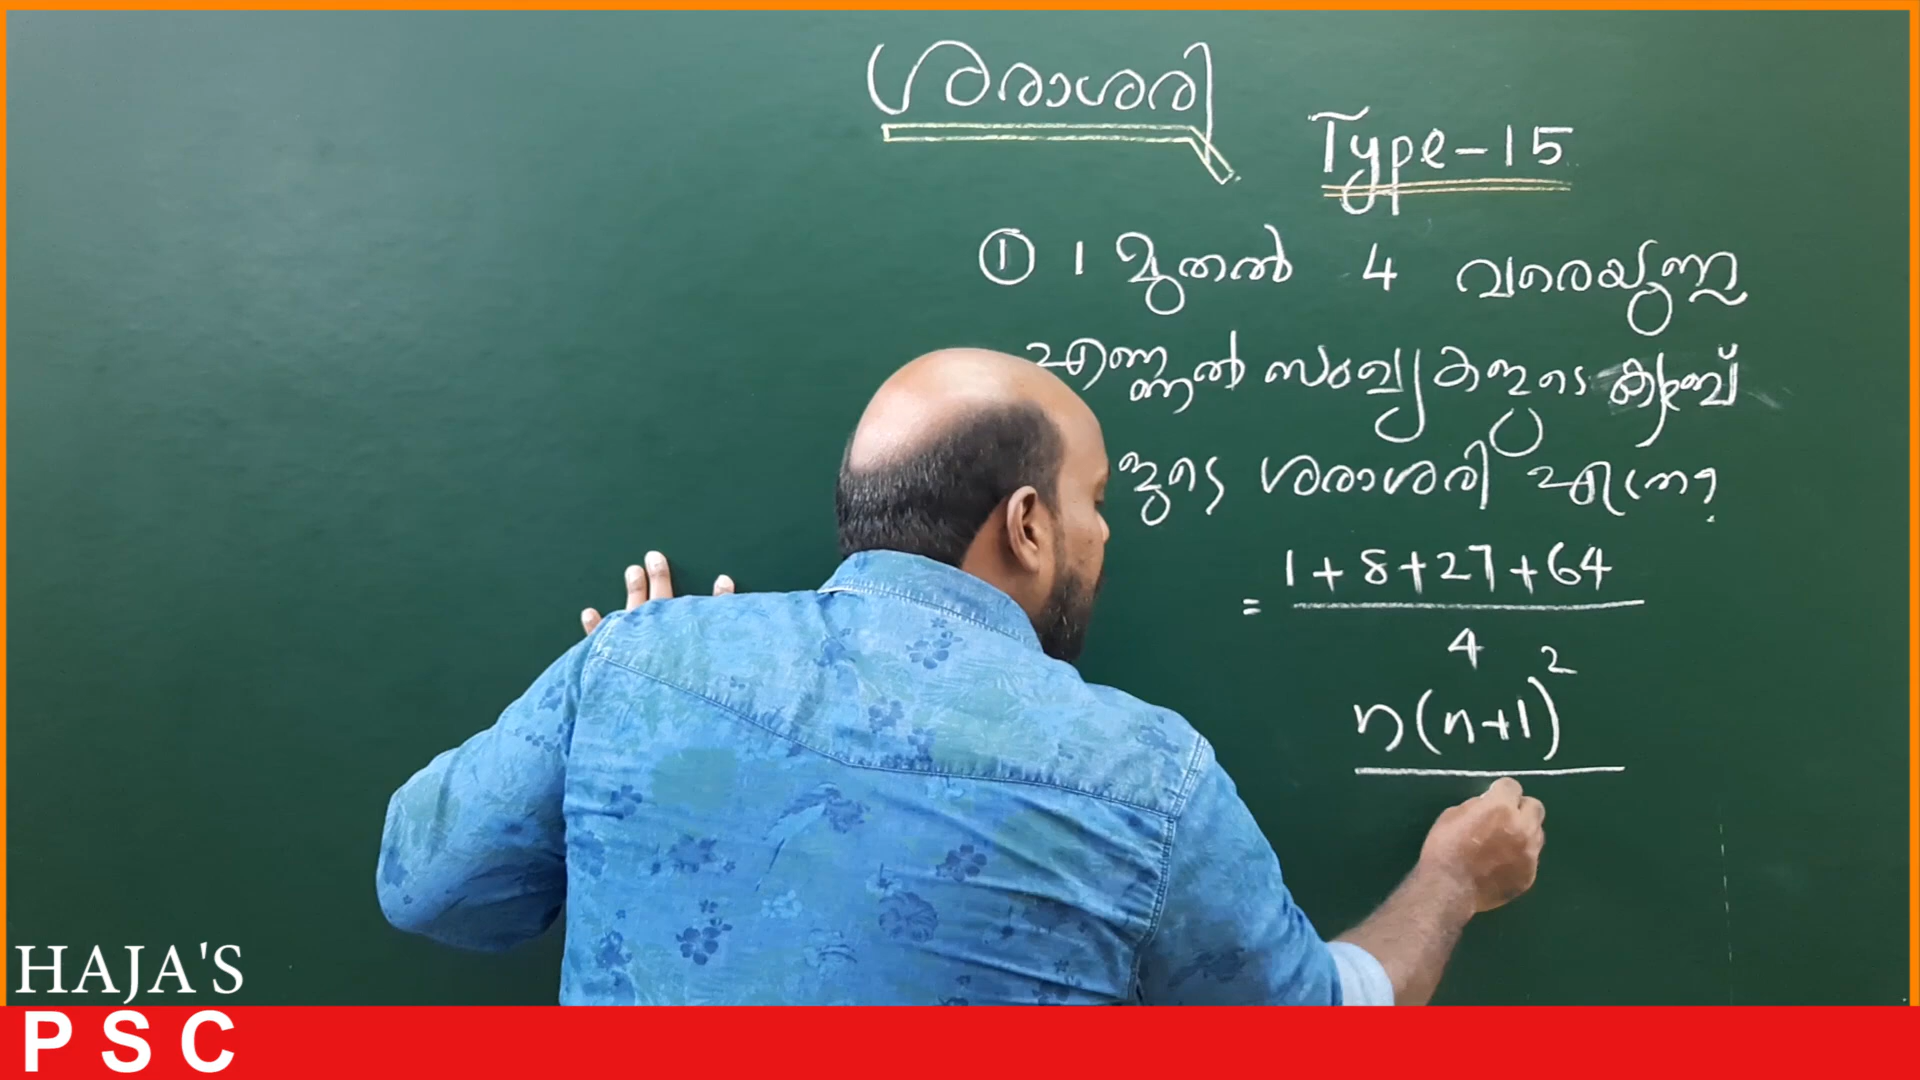 ശരാശരി
Type-15
① 1 മുതൽ 4 വരെയുള്ള
എണ്ണൽ സംഖ്യകളുടെ ക്യൂബ്
ളുടെ ശരാശരി എത്ര?
= 1+8+27+64
4
n(n+1)²
HAJA'S
PSC